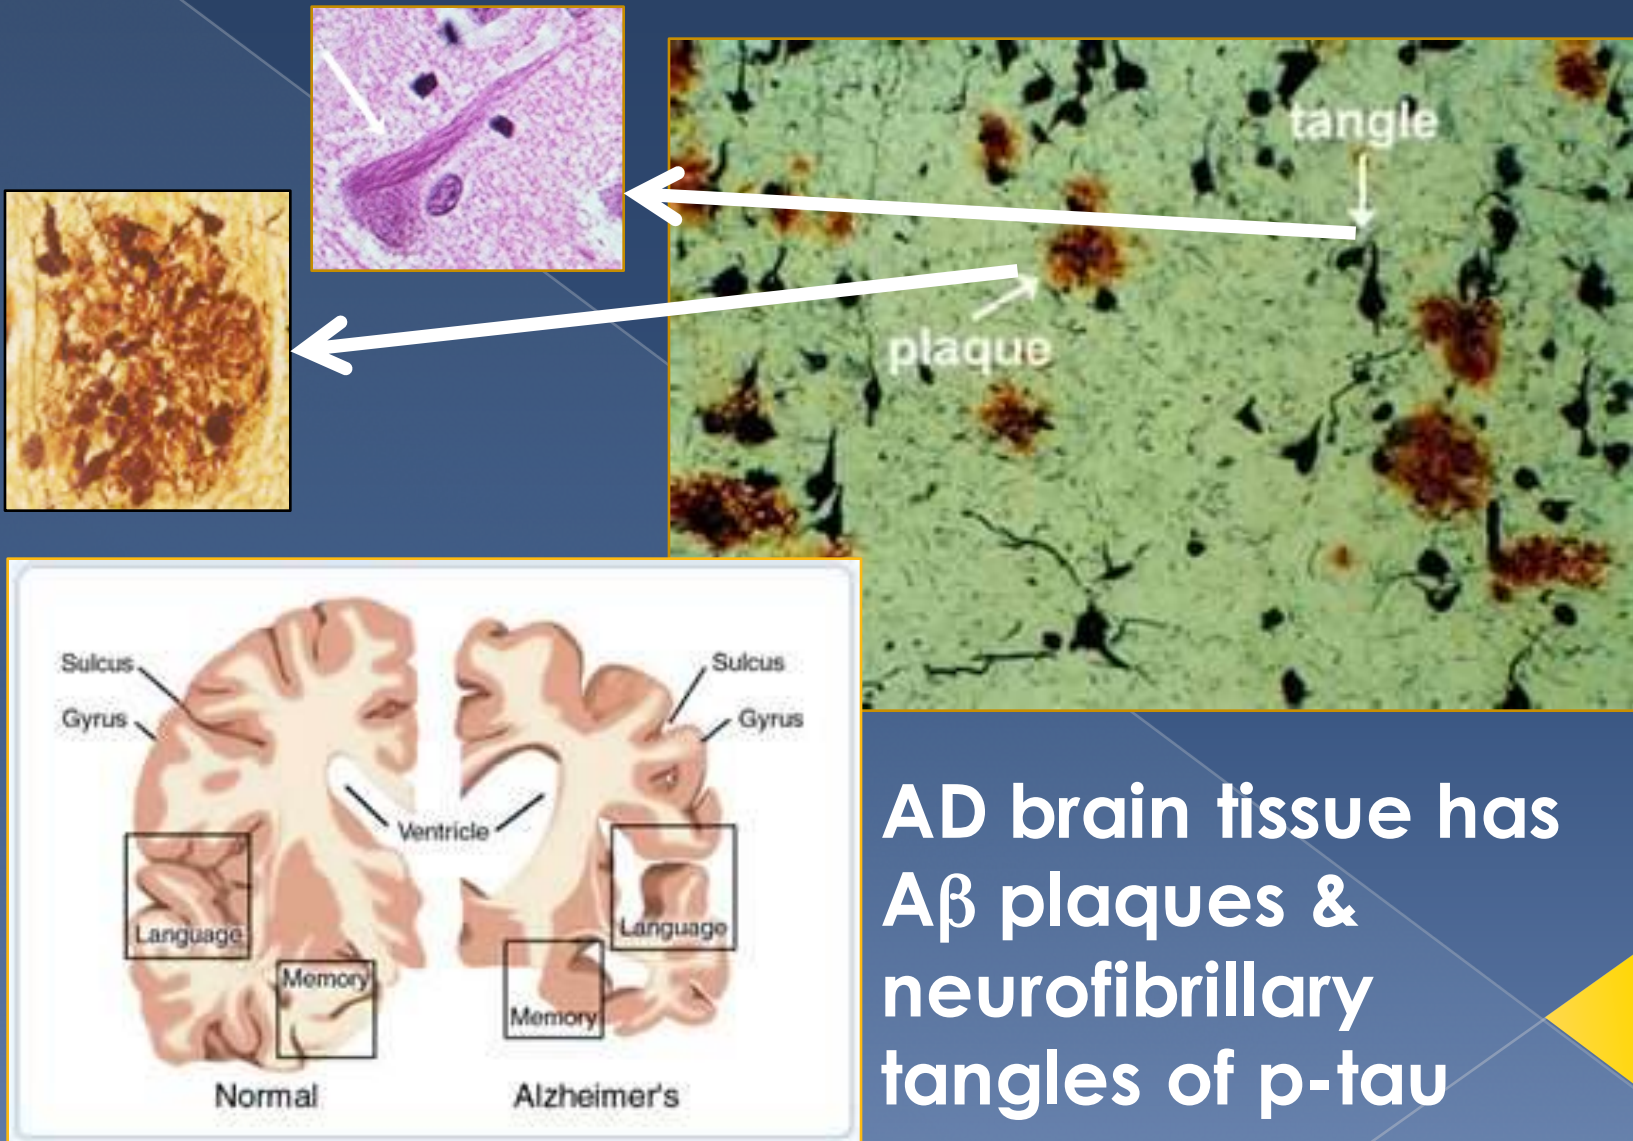 tangle
plaque
Sulcus
Gyrus
Sulcus
Gyrus
Ventricle
Language
Memory
Language
Memory
Normal
Alzheimer's
AD brain tissue has
Aβ plaques &
neurofibrillary
tangles of p-tau